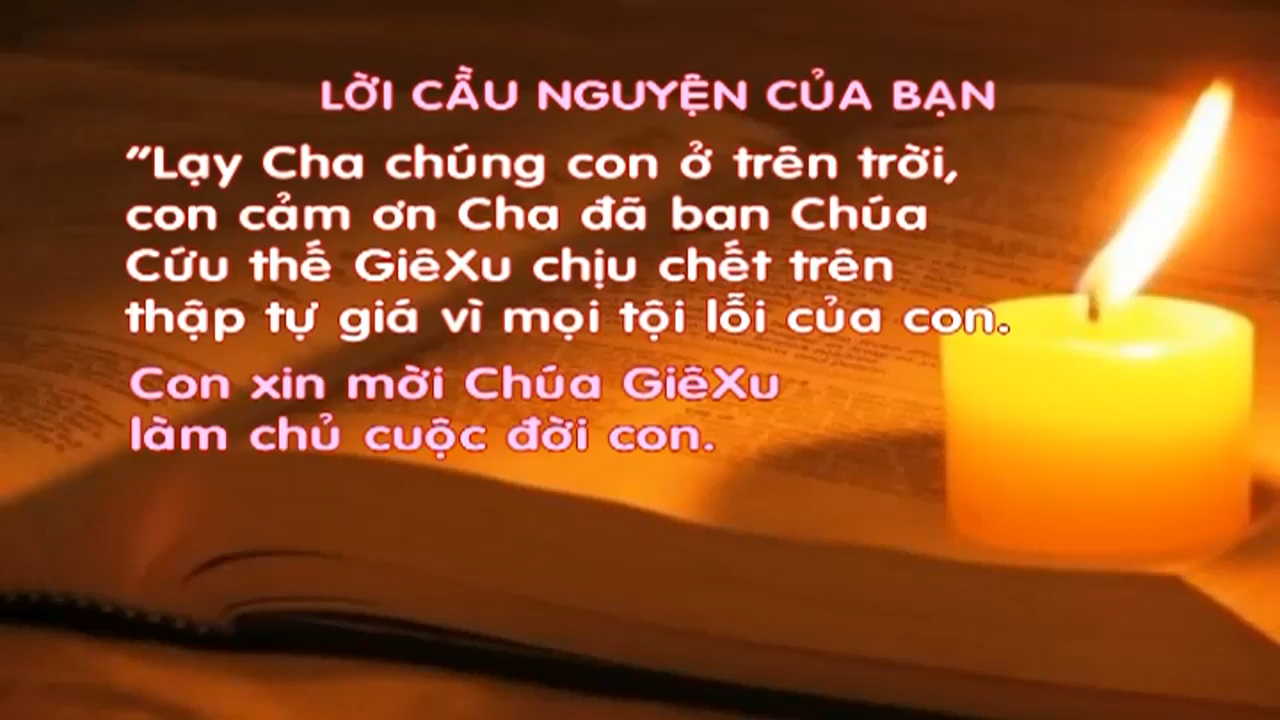 LỜI CẦU NGUYỆN CỦA BẠN
“Lạy Cha chúng con ở trên trời,
con cảm ơn Cha đã ban Chúa
Cứu thế GiêXu chịu chết trên
thập tự giá vì mọi tội lỗi của con.
Con xin mời Chúa GiêXu
làm chủ cuộc đời con.